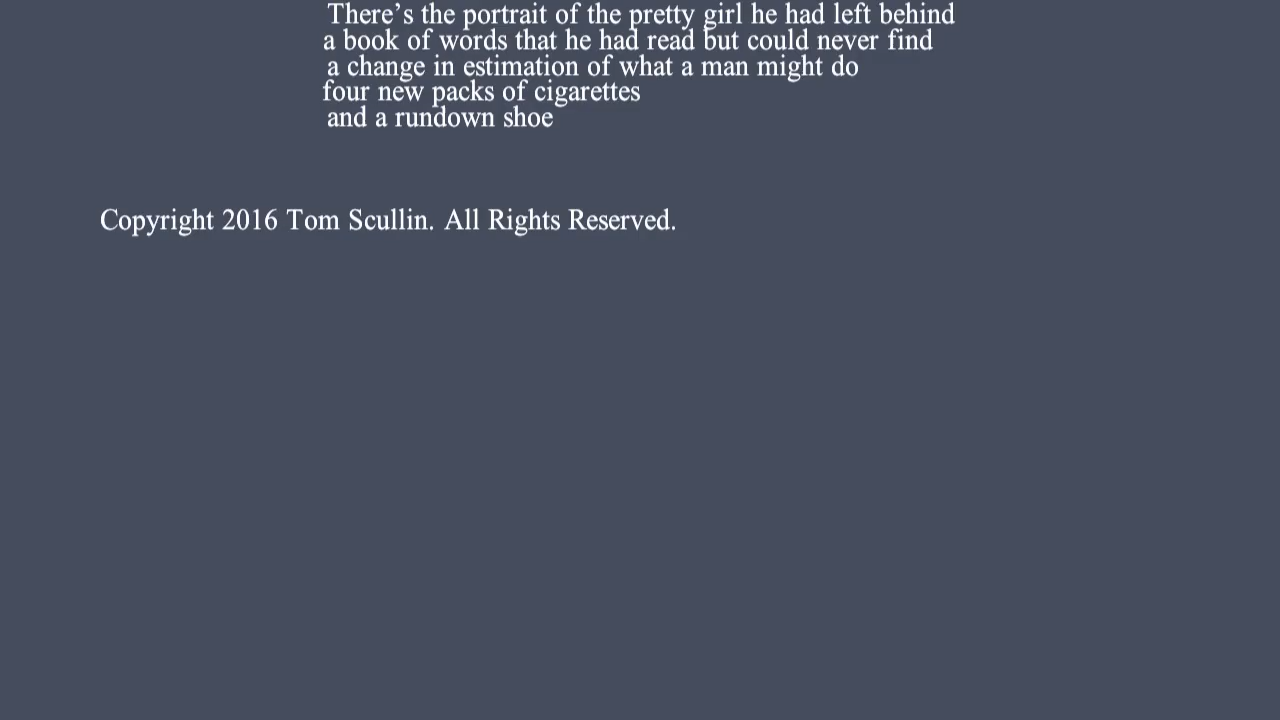 There’s the portrait of the pretty girl he had left behind
a book of words that he had read but could never find
a change in estimation of what a man might do
four new packs of cigarettes
and a rundown shoe
Copyright 2016 Tom Scullin. All Rights Reserved.